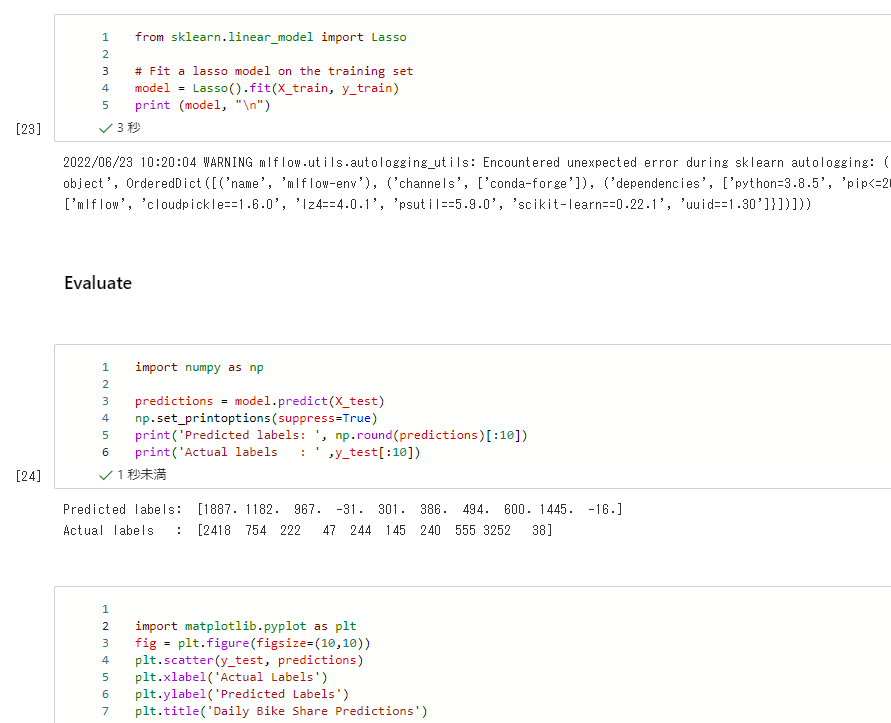 1 from sklearn.linear_model import Lasso
2
3 # Fit a lasso model on the training set
4 model = Lasso().fit(X_train, y_train)
5 print (model, "\n")
[23] 3 秒
2022/06/23 10:20:04 WARNING mlflow.utils.autologging_utils: Encountered unexpected error during sklearn autologging: (
object', OrderedDict([('name', 'mlflow-env'), ('channels', ['conda-forge']), ('dependencies', ['python=3.8.5', 'pip<=20
['mlflow', 'cloudpickle==1.6.0', 'lz4==4.0.1', 'psutil==5.9.0', 'scikit-learn==0.22.1', 'uuid==1.30']}])]))
Evaluate
1 import numpy as np
2
3 predictions = model.predict(X_test)
4 np.set_printoptions(suppress=True)
5 print('Predicted labels: ', np.round(predictions)[:10])
6 print('Actual labels   : ' ,y_test[:10])
[24] 1 秒未満
Predicted labels:  [1887. 1182.  967.  -31.  301.  386.  494.  600. 1445.  -16.]
Actual labels   :  [2418  754  222   47  244  145  240  555 3252   38]
1
2 import matplotlib.pyplot as plt
3 fig = plt.figure(figsize=(10,10))
4 plt.scatter(y_test, predictions)
5 plt.xlabel('Actual Labels')
6 plt.ylabel('Predicted Labels')
7 plt.title('Daily Bike Share Predictions')